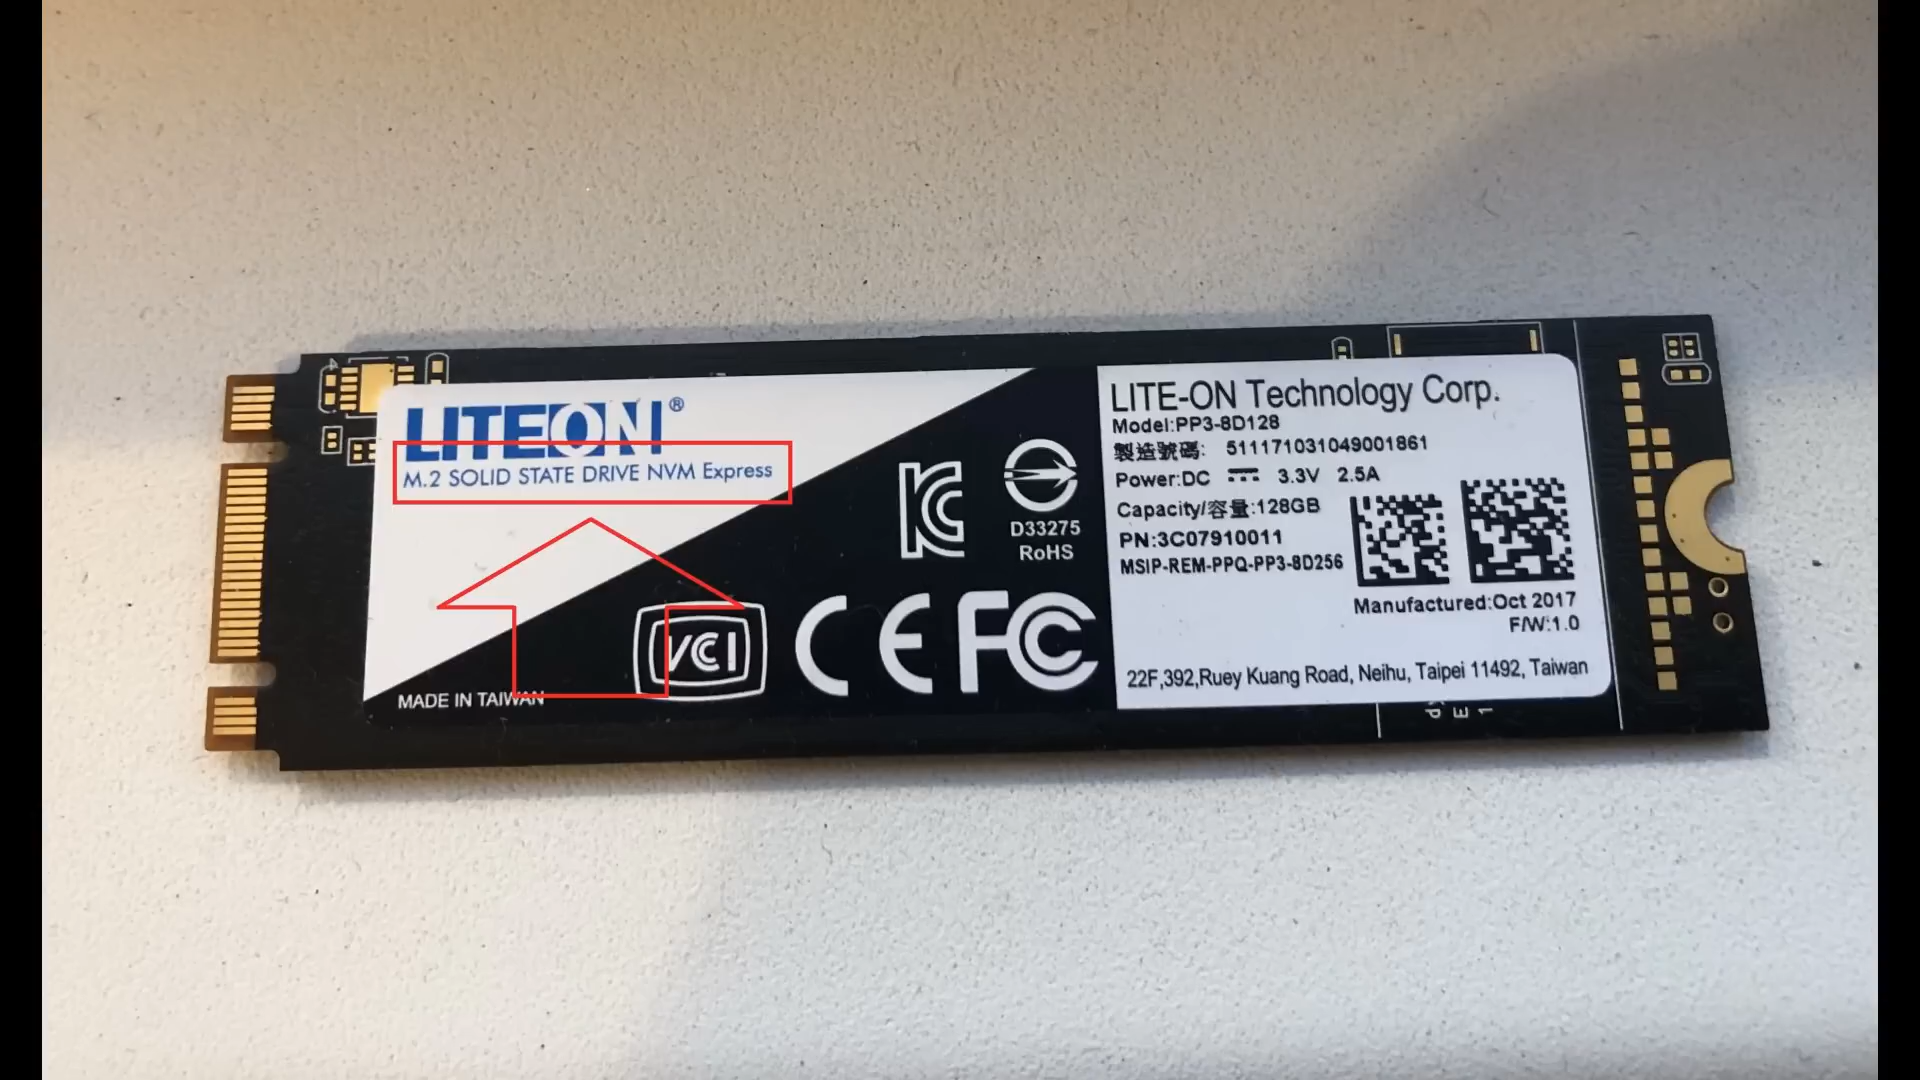 LITEON®
M.2 SOLID STATE DRIVE NVM Express
MADE IN TAIWAN
VCI
D33275
RoHS
CE FC
LITE-ON Technology Corp.
Model:PP3-8D128
製造號碼: 511171031049001861
Power:DC 3.3V 2.5A
Capacity/容量:128GB
PN:3C07910011
MSIP-REM-PPQ-PP3-8D256
Manufactured:Oct 2017
F/W:1.0
22F,392,Ruey Kuang Road, Neihu, Taipei 11492, Taiwan